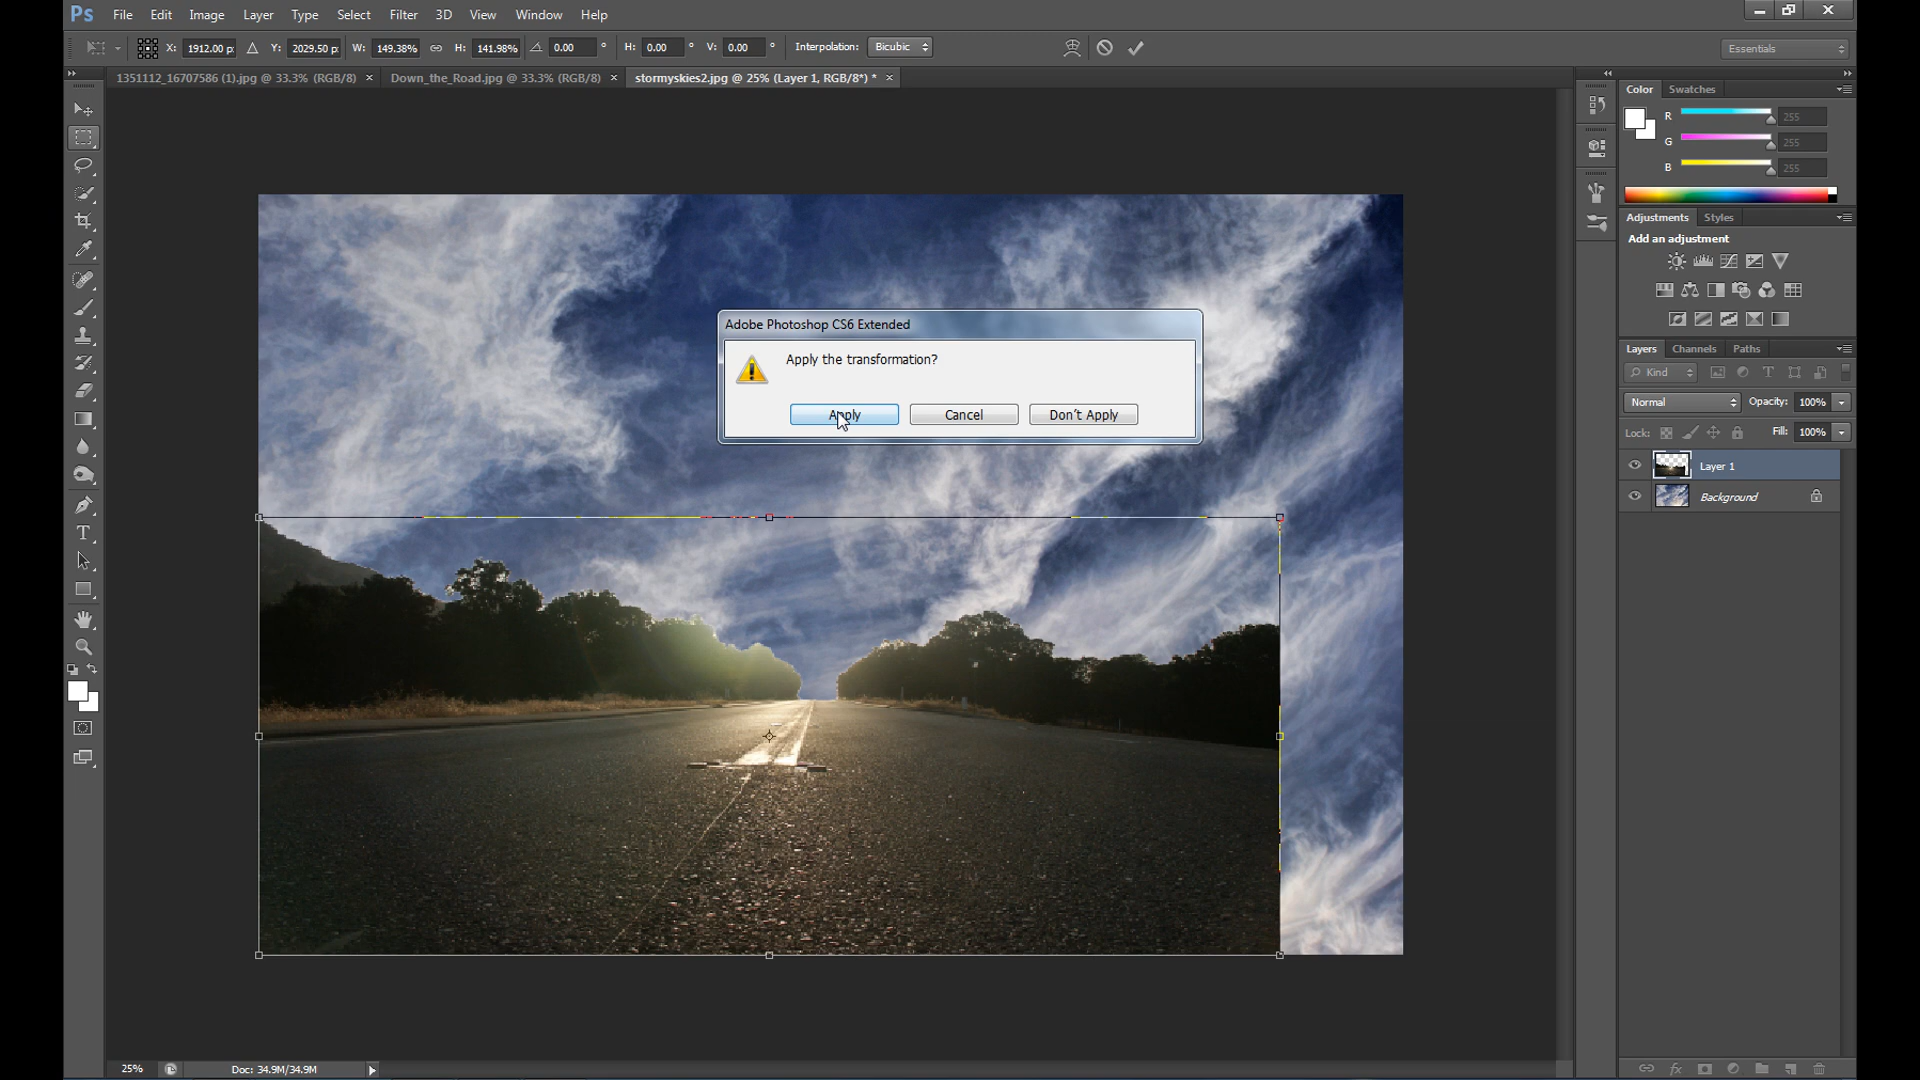 Ps File Edit Image Layer Type Select Filter 3D View Window Help
X: 1912.00 p: Y: 2029.50 p: W: 149.38% H: 141.98% 0.00 ° H: 0.00 ° V: 0.00 ° Interpolation: Bicubic Essentials
1351112_16707586 (1).jpg @ 33.3% (RGB/8) × Down_the_Road.jpg @ 33.3% (RGB/8) × stormyskies2.jpg @ 25% (Layer 1, RGB/8*) * ×
Color Swatches
R 255
G 255
B 255
Adjustments Styles
Add an adjustment
Adobe Photoshop CS6 Extended
Apply the transformation?
Apply Cancel Don't Apply
Layers Channels Paths
Kind
Normal Opacity: 100%
Lock: Fill: 100%
Layer 1
Background
25% Doc: 34.9M/34.9M